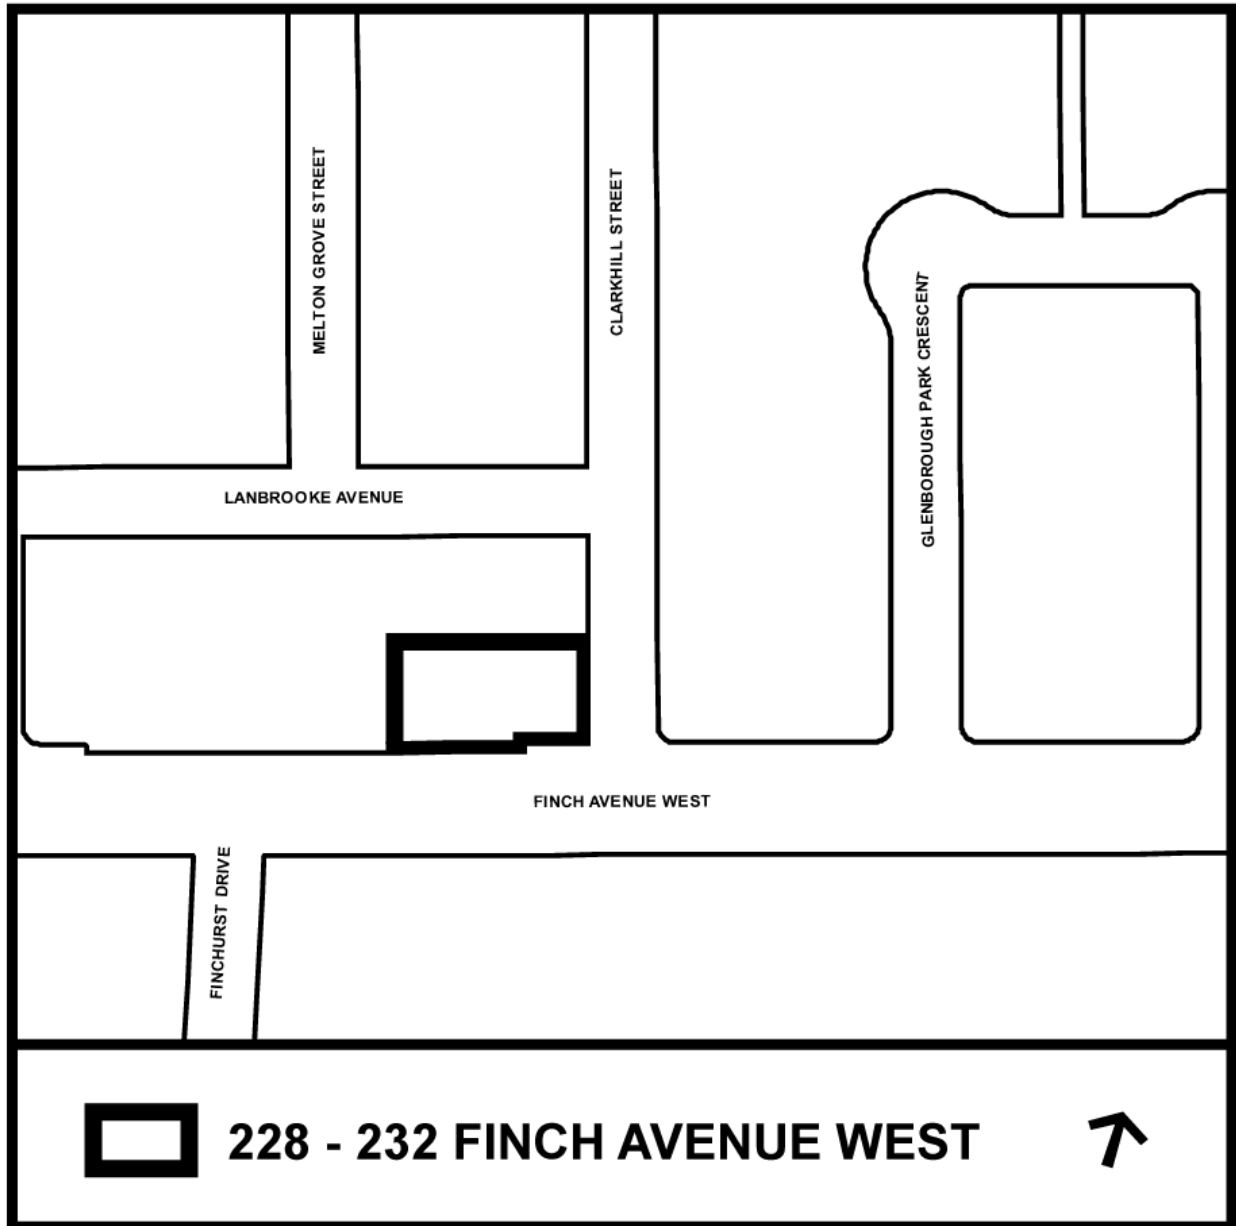 MELTON GROVE STREET
CLARKHILL STREET
GLENBOROUGH PARK CRESCENT
LANBROOKE AVENUE
FINCH AVENUE WEST
FINCHURST DRIVE
228 - 232 FINCH AVENUE WEST